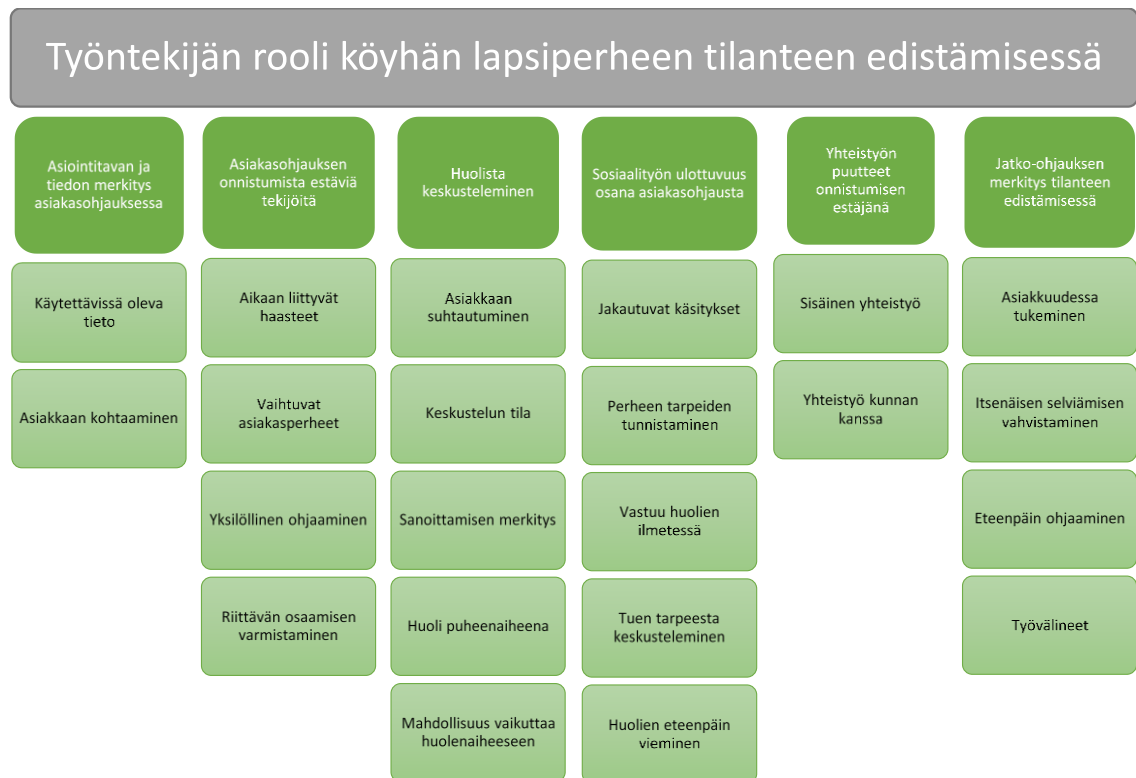 Työntekijän rooli köyhän lapsiperheen tilanteen edistämisessä
Asiointitavan ja
tiedon merkitys
asiakasohjauksessa
Käytettävissä oleva
tieto
Asiakkaan kohtaaminen
Asiakasohjauksen
onnistumista estäviä
tekijöitä
Aikaan liittyvät
haasteet
Vaihtuvat
asiakasperheet
Yksilöllinen ohjaaminen
Riittävän osaamisen
varmistaminen
Huolista
keskusteleminen
Asiakkaan
suhtautuminen
Keskustelun tila
Sanoittamisen merkitys
Huoli puheenaiheena
Mahdollisuus vaikuttaa
huolenaiheeseen
Sosiaalityön ulottuvuus
osana asiakasohjausta
Jakautuvat käsitykset
Perheen tarpeiden
tunnistaminen
Vastuu huolien
ilmetessä
Tuen tarpeesta
keskusteleminen
Huolien eteenpäin
vieminen
Yhteistyön
puutteet
onnistumisen
estäjänä
Sisäinen yhteistyö
Yhteistyö kunnan
kanssa
Jatko-ohjauksen
merkitys tilanteen
edistämisessä
Asiakkuudessa
tukeminen
Itsenäisen selviämisen
vahvistaminen
Eteenpäin ohjaaminen
Työvälineet